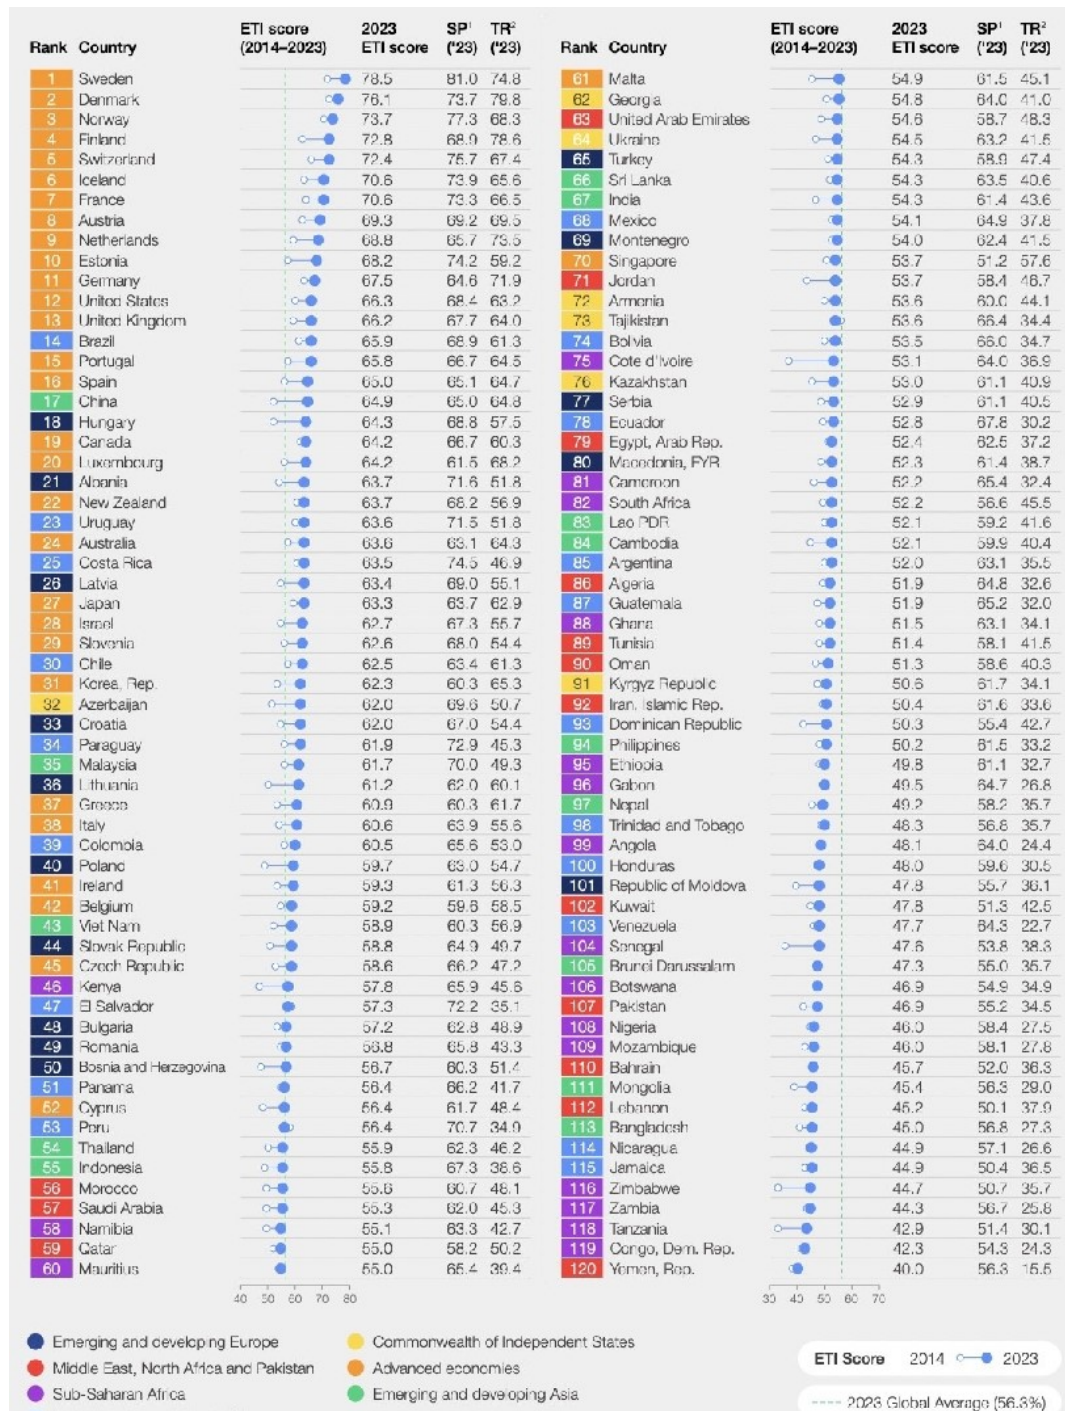 ETI score 2023 SP¹ TR²
Rank Country (2014–2023) ETI score ('23) ('23)
1 Sweden 78.5 81.0 74.8
2 Denmark 76.1 73.7 79.8
3 Norway 73.7 77.3 68.3
4 Finland 72.8 68.9 78.6
5 Switzerland 72.4 75.7 67.4
6 Iceland 70.6 73.9 65.6
7 France 70.6 73.3 66.5
8 Austria 69.3 69.2 69.5
9 Netherlands 68.8 65.7 73.5
10 Estonia 68.2 74.2 59.2
11 Germany 67.5 64.6 71.9
12 United States 66.3 68.4 63.2
13 United Kingdom 66.2 67.7 64.0
14 Brazil 65.9 68.9 61.3
15 Portugal 65.8 66.7 64.5
16 Spain 65.0 65.1 64.7
17 China 64.9 65.0 64.8
18 Hungary 64.3 68.8 57.5
19 Canada 64.2 66.7 60.3
20 Luxembourg 64.2 61.5 68.2
21 Albania 63.7 71.6 51.8
22 New Zealand 63.7 68.2 56.9
23 Uruguay 63.6 71.5 51.8
24 Australia 63.6 63.1 64.3
25 Costa Rica 63.5 74.5 46.9
26 Latvia 63.4 69.0 55.1
27 Japan 63.3 63.7 62.9
28 Israel 62.7 67.3 55.7
29 Slovenia 62.6 68.0 54.4
30 Chile 62.5 63.4 61.3
31 Korea, Rep. 62.3 60.3 65.3
32 Azerbaijan 62.0 69.6 50.7
33 Croatia 62.0 67.0 54.4
34 Paraguay 61.9 72.9 45.3
35 Malaysia 61.7 70.0 49.3
36 Lithuania 61.2 62.0 60.1
37 Greece 60.9 60.3 61.7
38 Italy 60.6 63.9 55.6
39 Colombia 60.5 65.6 53.0
40 Poland 59.7 63.0 54.7
41 Ireland 59.3 61.3 56.3
42 Belgium 59.2 59.6 58.5
43 Viet Nam 58.9 60.3 56.9
44 Slovak Republic 58.8 64.9 49.7
45 Czech Republic 58.6 66.2 47.2
46 Kenya 57.8 65.9 45.6
47 El Salvador 57.3 72.2 35.1
48 Bulgaria 57.2 62.8 48.9
49 Romania 56.8 65.8 43.3
50 Bosnia and Herzegovina 56.7 60.3 51.4
51 Panama 56.4 66.2 41.7
52 Cyprus 56.4 61.7 48.4
53 Peru 56.4 70.7 34.9
54 Thailand 55.9 62.3 46.2
55 Indonesia 55.8 67.3 38.6
56 Morocco 55.6 60.7 48.1
57 Saudi Arabia 55.3 62.0 45.3
58 Namibia 55.1 63.3 42.7
59 Qatar 55.0 58.2 50.2
60 Mauritius 55.0 65.4 39.4
40 50 60 70 80
ETI score 2023 SP¹ TR²
Rank Country (2014–2023) ETI score ('23) ('23)
61 Malta 54.9 61.5 45.1
62 Georgia 54.8 64.0 41.0
63 United Arab Emirates 54.6 58.7 48.3
64 Ukraine 54.5 63.2 41.5
65 Turkey 54.3 58.9 47.4
66 Sri Lanka 54.3 63.5 40.6
67 India 54.3 61.4 43.6
68 Mexico 54.1 64.9 37.8
69 Montenegro 54.0 62.4 41.5
70 Singapore 53.7 51.2 57.6
71 Jordan 53.7 58.4 46.7
72 Armenia 53.6 60.0 44.1
73 Tajikistan 53.6 66.4 34.4
74 Bolivia 53.5 66.0 34.7
75 Cote d'Ivoire 53.1 64.0 36.9
76 Kazakhstan 53.0 61.1 40.9
77 Serbia 52.9 61.1 40.5
78 Ecuador 52.8 67.8 30.2
79 Egypt, Arab Rep. 52.4 62.5 37.2
80 Macedonia, FYR 52.3 61.4 38.7
81 Cameroon 52.2 65.4 32.4
82 South Africa 52.2 56.6 45.5
83 Lao PDR 52.1 59.2 41.6
84 Cambodia 52.1 59.9 40.4
85 Argentina 52.0 63.1 35.5
86 Algeria 51.9 64.8 32.6
87 Guatemala 51.9 65.2 32.0
88 Ghana 51.5 63.1 34.1
89 Tunisia 51.4 58.1 41.5
90 Oman 51.3 58.6 40.3
91 Kyrgyz Republic 50.6 61.7 34.1
92 Iran, Islamic Rep. 50.4 61.6 33.6
93 Dominican Republic 50.3 55.4 42.7
94 Philippines 50.2 61.5 33.2
95 Ethiopia 49.8 61.1 32.7
96 Gabon 49.5 64.7 26.8
97 Nepal 49.2 58.2 35.7
98 Trinidad and Tobago 48.3 56.8 35.7
99 Angola 48.1 64.0 24.4
100 Honduras 48.0 59.6 30.5
101 Republic of Moldova 47.8 55.7 36.1
102 Kuwait 47.8 51.3 42.5
103 Venezuela 47.7 64.3 22.7
104 Senegal 47.6 53.8 38.3
105 Brunei Darussalam 47.3 55.0 35.7
106 Botswana 46.9 54.9 34.9
107 Pakistan 46.9 55.2 34.5
108 Nigeria 46.0 58.4 27.5
109 Mozambique 46.0 58.1 27.8
110 Bahrain 45.7 52.0 36.3
111 Mongolia 45.4 56.3 29.0
112 Lebanon 45.2 50.1 37.9
113 Bangladesh 45.0 56.8 27.3
114 Nicaragua 44.9 57.1 26.6
115 Jamaica 44.9 50.4 36.5
116 Zimbabwe 44.7 50.7 35.7
117 Zambia 44.3 56.7 25.8
118 Tanzania 42.9 51.4 30.1
119 Congo, Dem. Rep. 42.3 54.3 24.3
120 Yemen, Rep. 40.0 56.3 15.5
30 40 50 60 70
Emerging and developing Europe
Middle East, North Africa and Pakistan
Sub-Saharan Africa
Commonwealth of Independent States
Advanced economies
Emerging and developing Asia
ETI Score 2014 2023
2023 Global Average (56.3%)